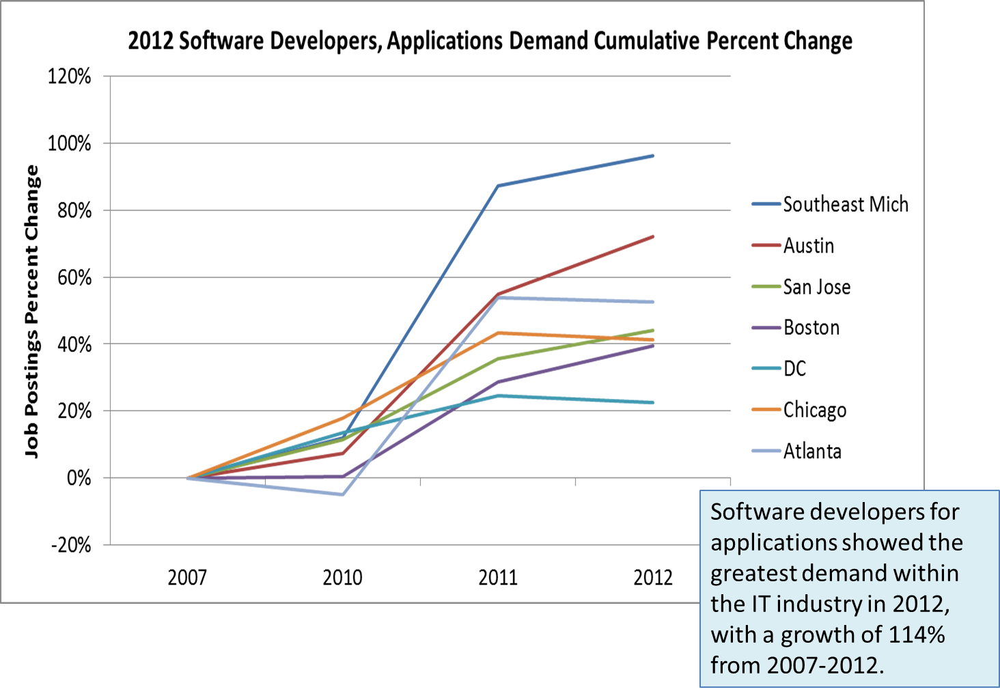 2012 Software Developers, Applications Demand Cumulative Percent Change
120%
100%
80%
60%
40%
20%
0%
-20%
Job Postings Percent Change
2007 2010 2011 2012
Southeast Mich
Austin
San Jose
Boston
DC
Chicago
Atlanta
Software developers for
applications showed the
greatest demand within
the IT industry in 2012,
with a growth of 114%
from 2007-2012.